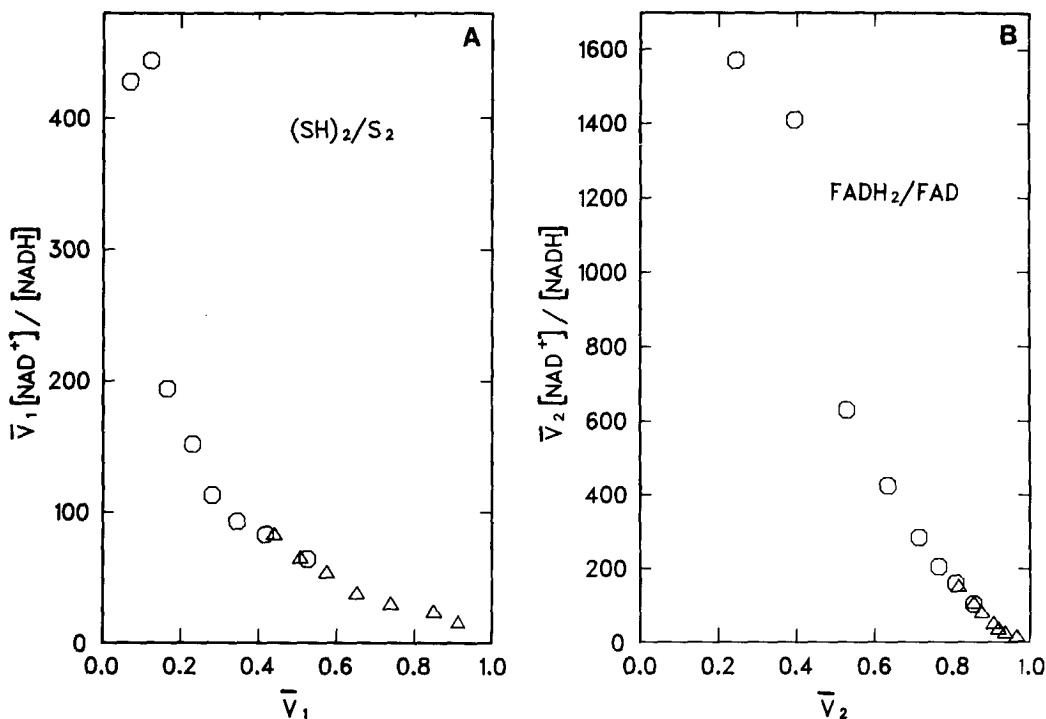 A
(SH)₂/S₂
400
300
200
100
0
0.0 0.2 0.4 0.6 0.8 1.0
V̅₁[NAD⁺]/[NADH]
V̅₁
B
FADH₂/FAD
1600
1400
1200
1000
800
600
400
200
0
0.0 0.2 0.4 0.6 0.8 1.0
V̅₂[NAD⁺]/[NADH]
V̅₂